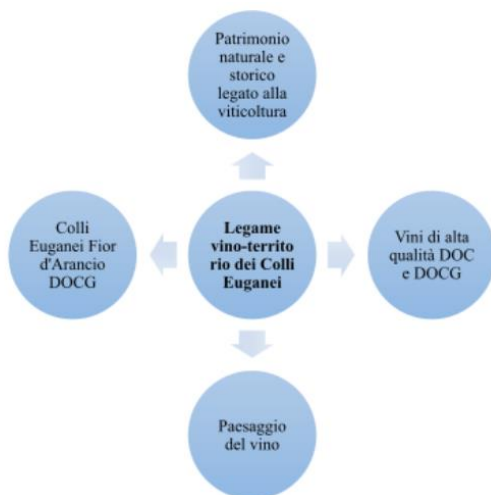 Patrimonio
naturale e
storico
legato alla
viticoltura
Colli
Euganei Fior
d'Arancio
DOCG
Legame
vino-territo
rio dei Colli
Euganei
Vini di alta
qualità DOC
e DOCG
Paesaggio
del vino